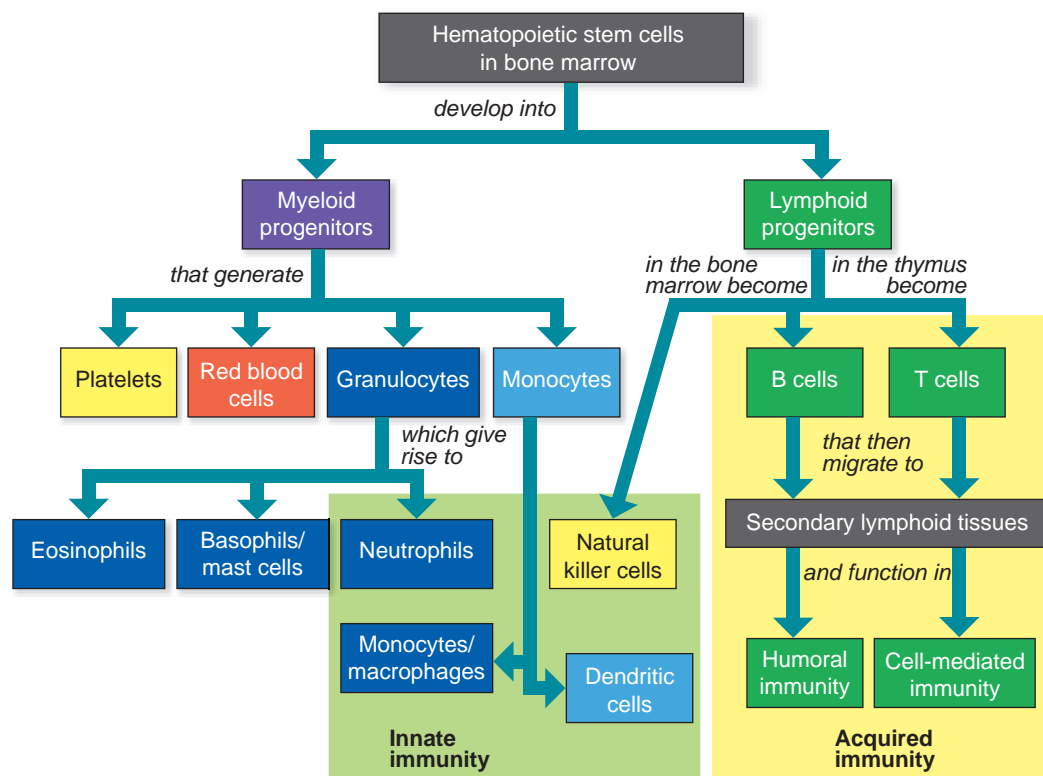 Hematopoietic stem cells
in bone marrow
develop into
Myeloid
progenitors
Lymphoid
progenitors
that generate
in the bone
marrow become
in the thymus
become
Platelets
Red blood
cells
Granulocytes
Monocytes
B cells
T cells
which give
rise to
that then
migrate to
Eosinophils
Basophils/
mast cells
Neutrophils
Natural
killer cells
Secondary lymphoid tissues
and function in
Monocytes/
macrophages
Dendritic
cells
Humoral
immunity
Cell-mediated
immunity
Innate
immunity
Acquired
immunity